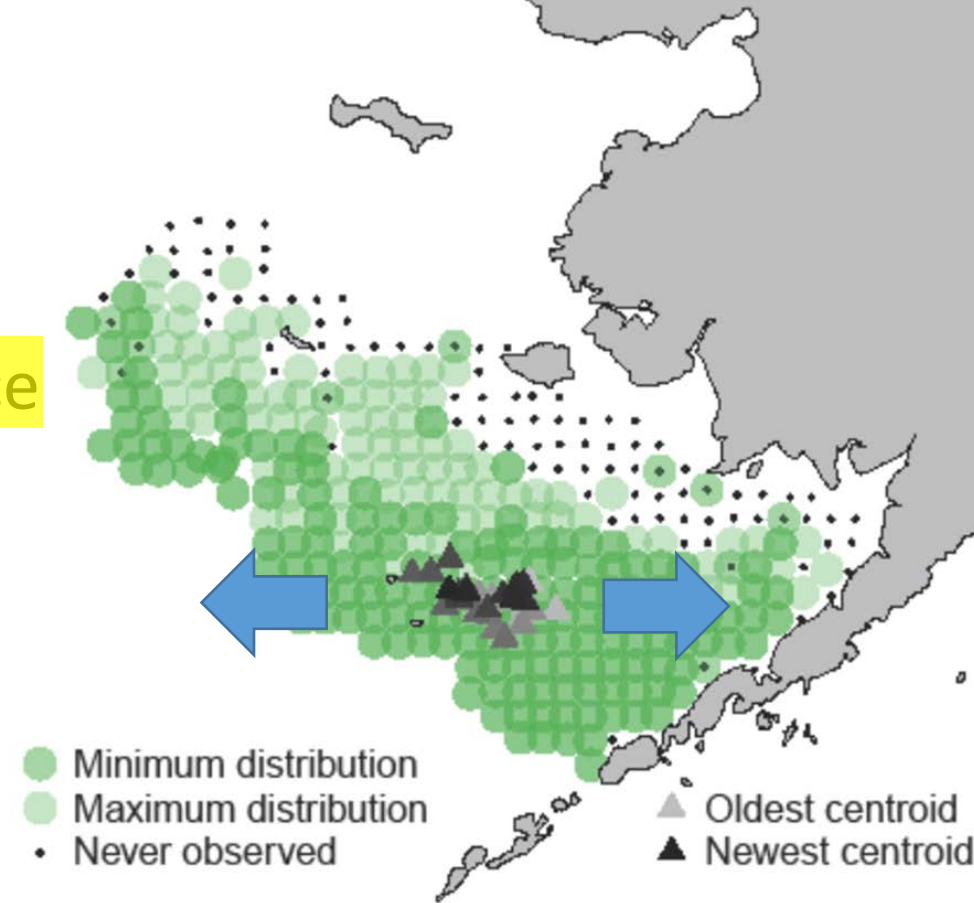 Minimum distribution
Maximum distribution
Never observed
Oldest centroid
Newest centroid